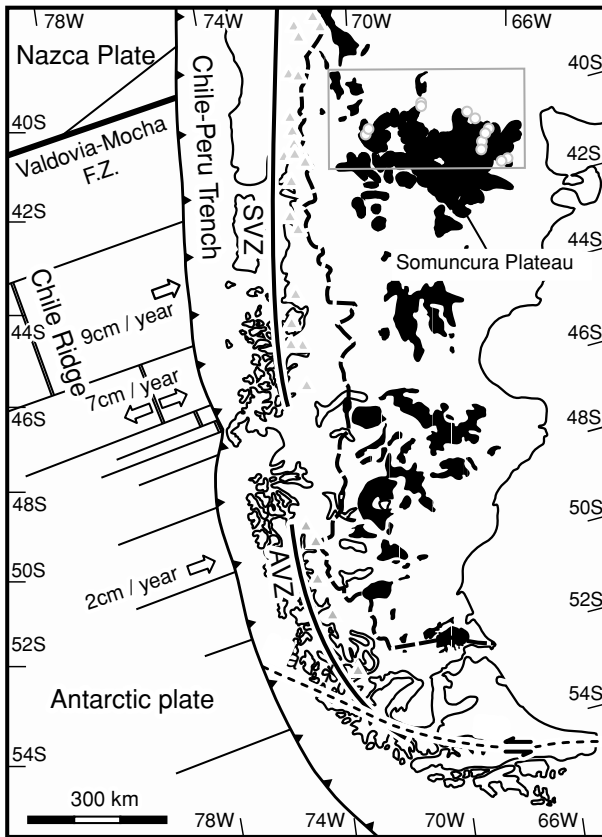 78W
74W
70W
66W
Nazca Plate
40S
40S
Valdovia-Mocha
F.Z.
Chile-Peru Trench
42S
42S
SVZ
44S
Somuncura Plateau
Chile Ridge
9cm / year
44S
46S
7cm / year
46S
48S
48S
50S
AVZ
50S
2cm / year
52S
52S
Antarctic plate
54S
54S
300 km
78W
74W
70W
66W